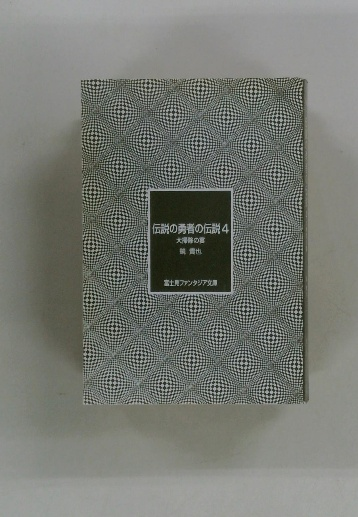 伝説の勇者の伝説4
大掃除の宴
鏡 貴也
富士見ファンタジア文庫